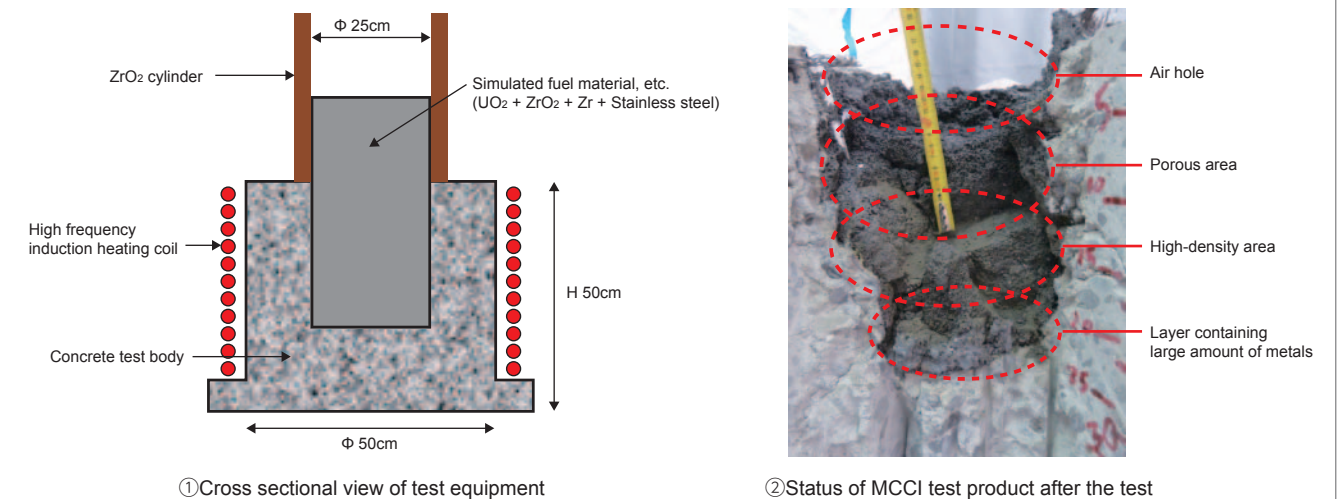 Φ 25cm
ZrO2 cylinder
Simulated fuel material, etc.
(UO2 + ZrO2 + Zr + Stainless steel)
High frequency
induction heating coil
H 50cm
Concrete test body
Φ 50cm
①Cross sectional view of test equipment
Air hole
Porous area
High-density area
Layer containing
large amount of metals
②Status of MCCI test product after the test